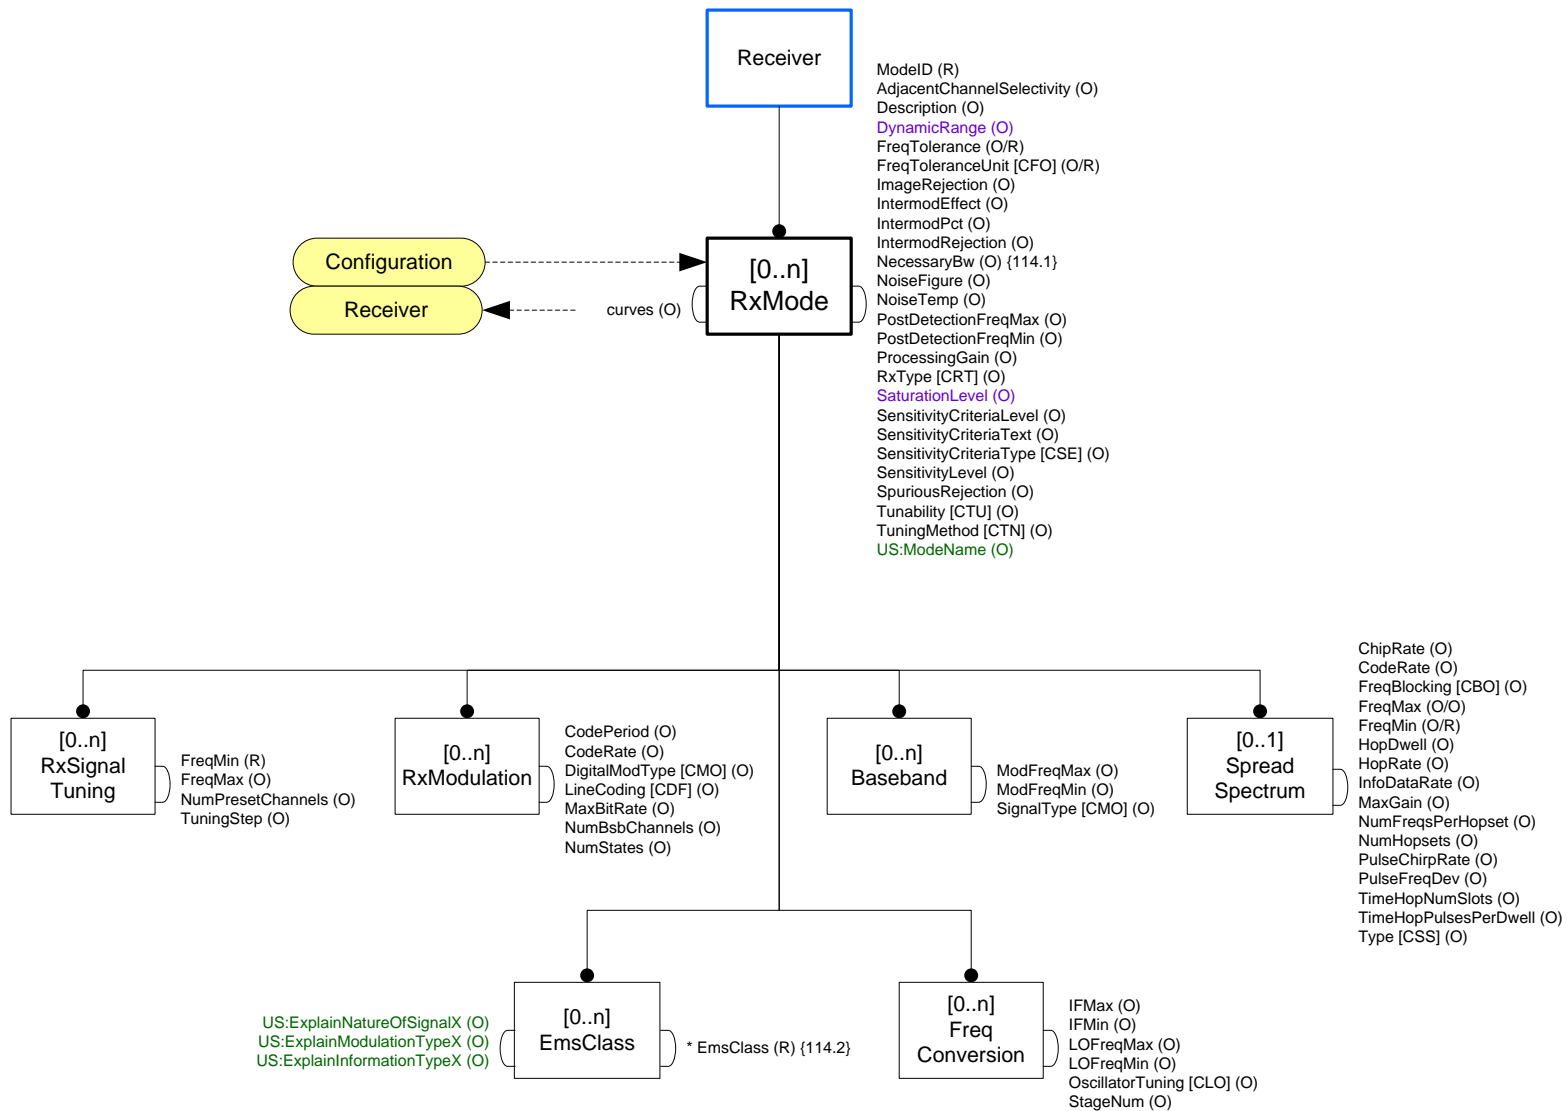 Receiver
ModeID (R)
AdjacentChannelSelectivity (O)
Description (O)
DynamicRange (O)
FreqTolerance (O/R)
FreqToleranceUnit [CFO] (O/R)
ImageRejection (O)
IntermodEffect (O)
IntermodPct (O)
IntermodRejection (O)
NecessaryBw (O) {114.1}
NoiseFigure (O)
NoiseTemp (O)
PostDetectionFreqMax (O)
PostDetectionFreqMin (O)
ProcessingGain (O)
RxType [CRT] (O)
SaturationLevel (O)
SensitivityCriteriaLevel (O)
SensitivityCriteriaText (O)
SensitivityCriteriaType [CSE] (O)
SensitivityLevel (O)
SpuriousRejection (O)
Tunability [CTU] (O)
TuningMethod [CTN] (O)
US:ModeName (O)
Configuration
Receiver
curves (O)
[0..n]
RxMode
[0..n]
RxSignal
Tuning
FreqMin (R)
FreqMax (O)
NumPresetChannels (O)
TuningStep (O)
[0..n]
RxModulation
CodePeriod (O)
CodeRate (O)
DigitalModType [CMO] (O)
LineCoding [CDF] (O)
MaxBitRate (O)
NumBsbChannels (O)
NumStates (O)
[0..n]
Baseband
ModFreqMax (O)
ModFreqMin (O)
SignalType [CMO] (O)
[0..1]
Spread
Spectrum
ChipRate (O)
CodeRate (O)
FreqBlocking [CBO] (O)
FreqMax (O/O)
FreqMin (O/R)
HopDwell (O)
HopRate (O)
InfoDataRate (O)
MaxGain (O)
NumFreqsPerHopset (O)
NumHopsets (O)
PulseChirpRate (O)
PulseFreqDev (O)
TimeHopNumSlots (O)
TimeHopPulsesPerDwell (O)
Type [CSS] (O)
US:ExplainNatureOfSignalX (O)
US:ExplainModulationTypeX (O)
US:ExplainInformationTypeX (O)
[0..n]
EmsClass
* EmsClass (R) {114.2}
[0..n]
Freq
Conversion
IFMax (O)
IFMin (O)
LOFreqMax (O)
LOFreqMin (O)
OscillatorTuning [CLO] (O)
StageNum (O)